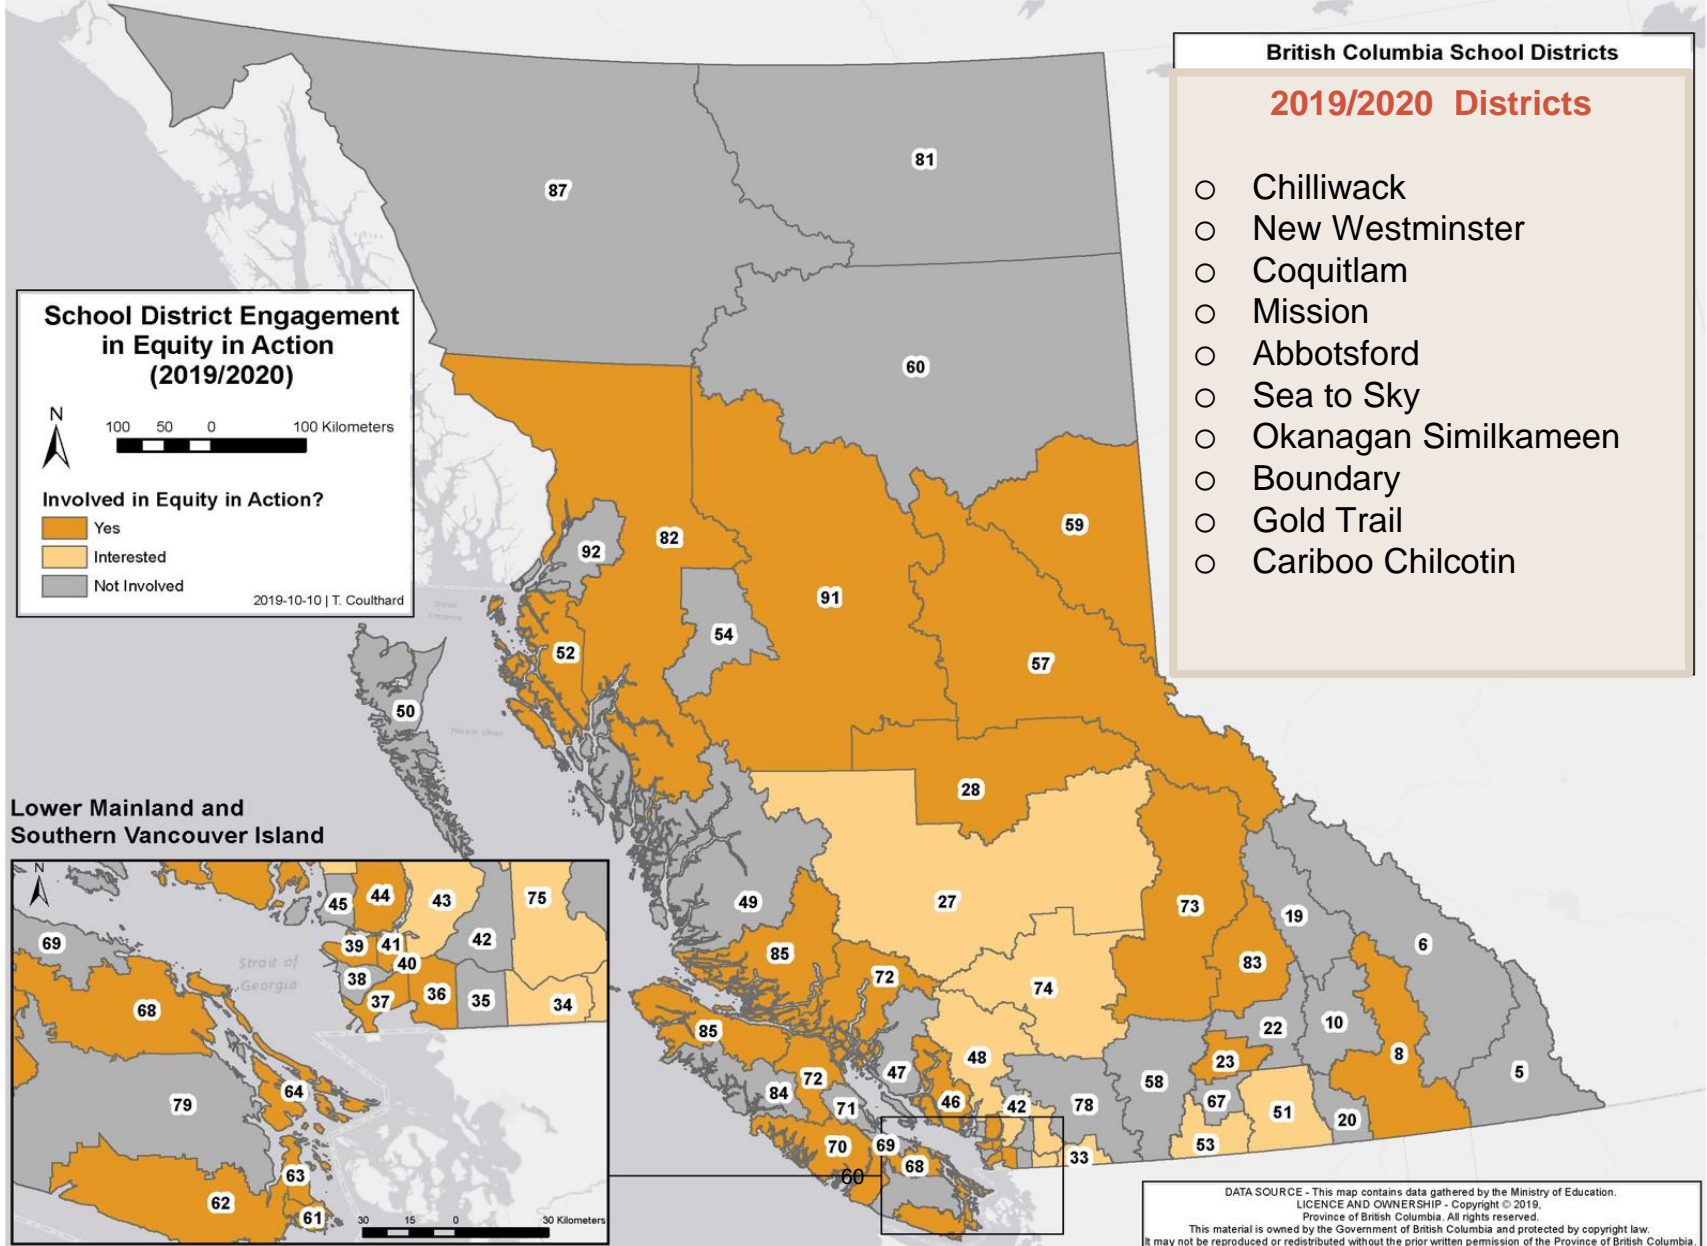 British Columbia School Districts
2019/2020 Districts
o Chilliwack
o New Westminster
o Coquitlam
o Mission
o Abbotsford
o Sea to Sky
o Okanagan Similkameen
o Boundary
o Gold Trail
o Cariboo Chilcotin
School District Engagement
in Equity in Action
(2019/2020)
N
100 50 0 100 Kilometers
Involved in Equity in Action?
Yes
Interested
Not Involved
2019-10-10 | T. Coulthard
87
81
60
59
92
82
91
54
52
57
50
Hecate Strait
Dixon
Entrance
28
27
49
73
19
6
85
72
83
74
85
22
10
8
48
23
47
5
72
84
58
71
46
42
78
67
51
20
70
69
68
53
33
60
Lower Mainland and
Southern Vancouver Island
N
45
44
43
75
69
39
41
42
40
Strait of
Georgia
38
37
36
35
34
68
64
79
63
62
61
30 15 0 30 Kilometers
DATA SOURCE - This map contains data gathered by the Ministry of Education.
LICENCE AND OWNERSHIP - Copyright © 2019,
Province of British Columbia. All rights reserved.
This material is owned by the Government of British Columbia and protected by copyright law.
It may not be reproduced or redistributed without the prior written permission of the Province of British Columbia.